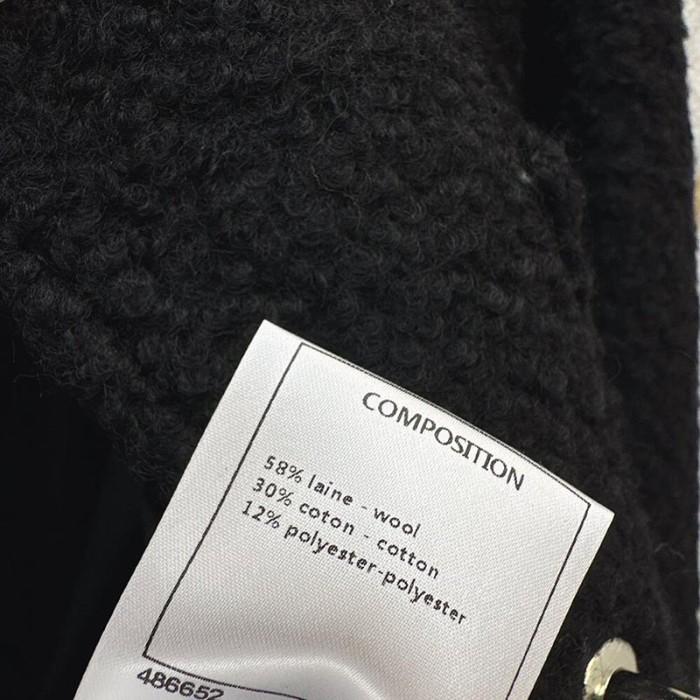 COMPOSITION
58% laine - wool
30% coton - cotton
12% polyester-polyester
486652